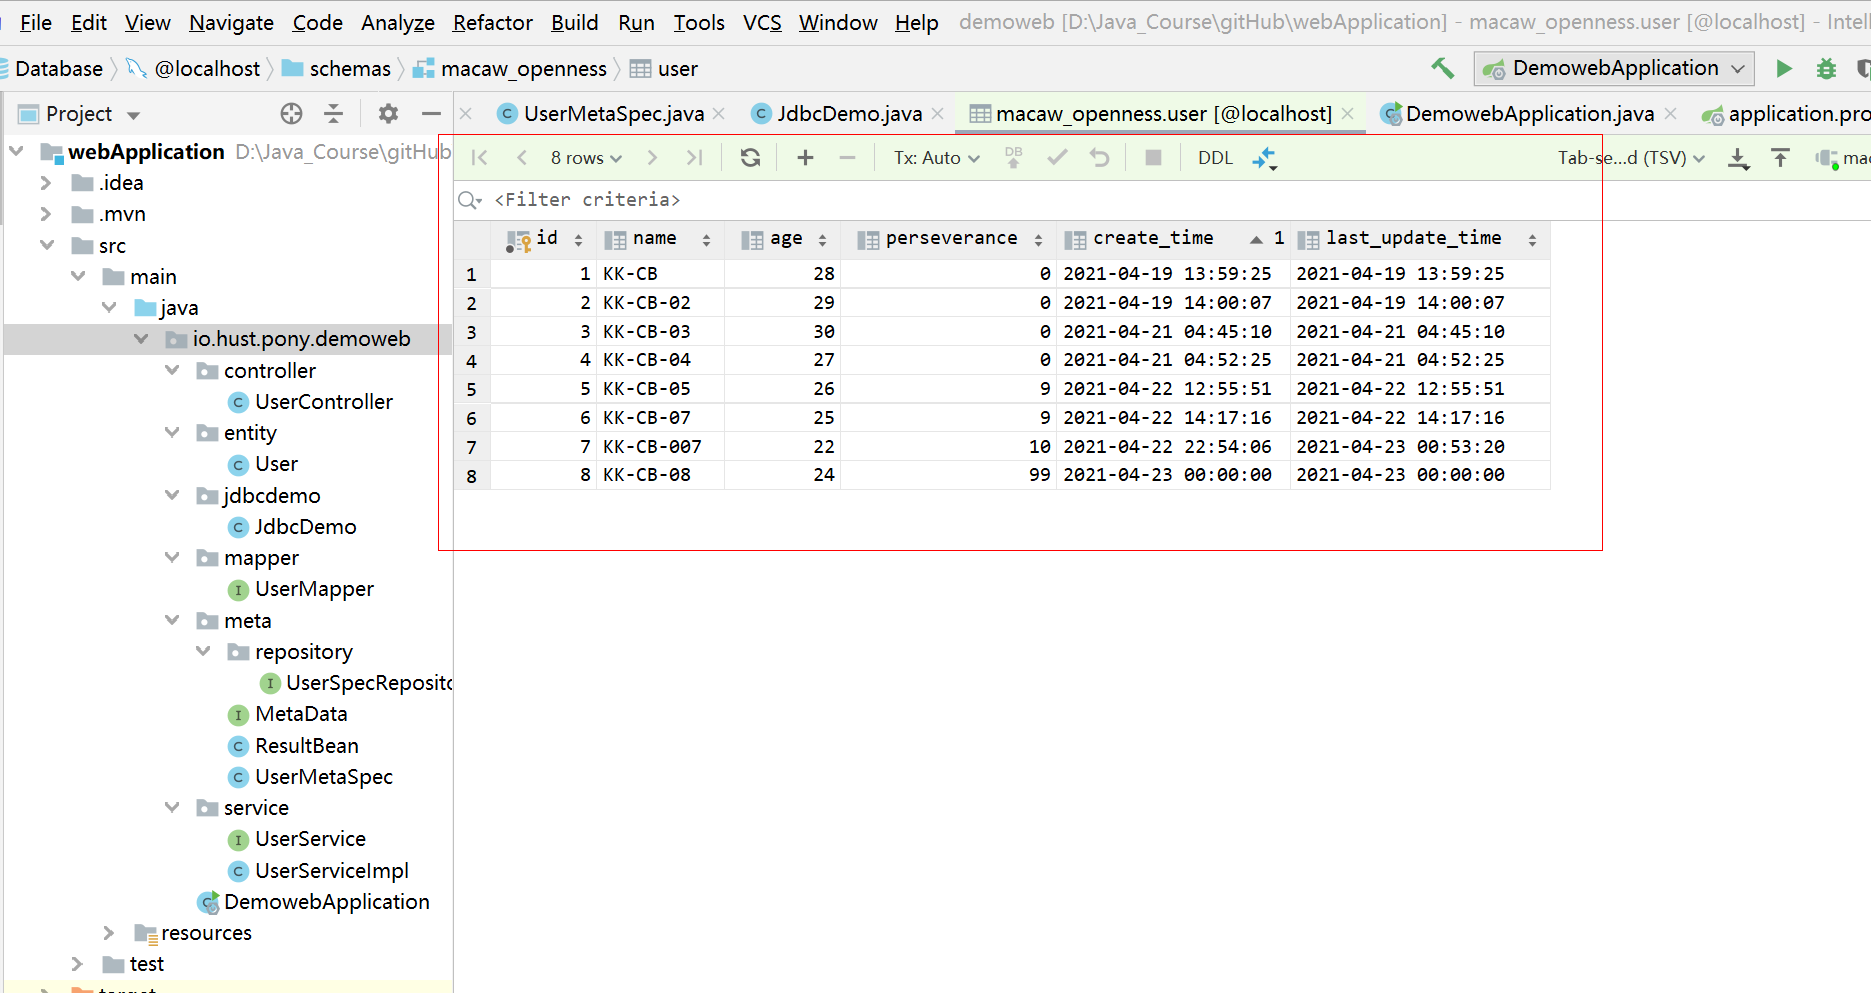 File Edit View Navigate Code Analyze Refactor Build Run Tools VCS Window Help demoweb [D:\Java_Course\gitHub\webApplication] - macaw_openness.user [@localhost] - Intell
Database @localhost schemas macaw_openness user DemowebApplication
Project UserMetaSpec.java JdbcDemo.java macaw_openness.user [@localhost] DemowebApplication.java application.pro
webApplication D:\Java_Course\gitHub
8 rows Tx: Auto DB DDL Tab-se...d (TSV) mac
<Filter criteria>
id name age perseverance create_time 1 last_update_time
1 1 KK-CB 28 0 2021-04-19 13:59:25 2021-04-19 13:59:25
2 2 KK-CB-02 29 0 2021-04-19 14:00:07 2021-04-19 14:00:07
3 3 KK-CB-03 30 0 2021-04-21 04:45:10 2021-04-21 04:45:10
4 4 KK-CB-04 27 0 2021-04-21 04:52:25 2021-04-21 04:52:25
5 5 KK-CB-05 26 9 2021-04-22 12:55:51 2021-04-22 12:55:51
6 6 KK-CB-07 25 9 2021-04-22 14:17:16 2021-04-22 14:17:16
7 7 KK-CB-007 22 10 2021-04-22 22:54:06 2021-04-23 00:53:20
8 8 KK-CB-08 24 99 2021-04-23 00:00:00 2021-04-23 00:00:00
.idea
.mvn
src
main
java
io.hust.pony.demoweb
controller
UserController
entity
User
jdbcdemo
JdbcDemo
mapper
UserMapper
meta
repository
UserSpecReposito
MetaData
ResultBean
UserMetaSpec
service
UserService
UserServiceImpl
DemowebApplication
resources
test
target